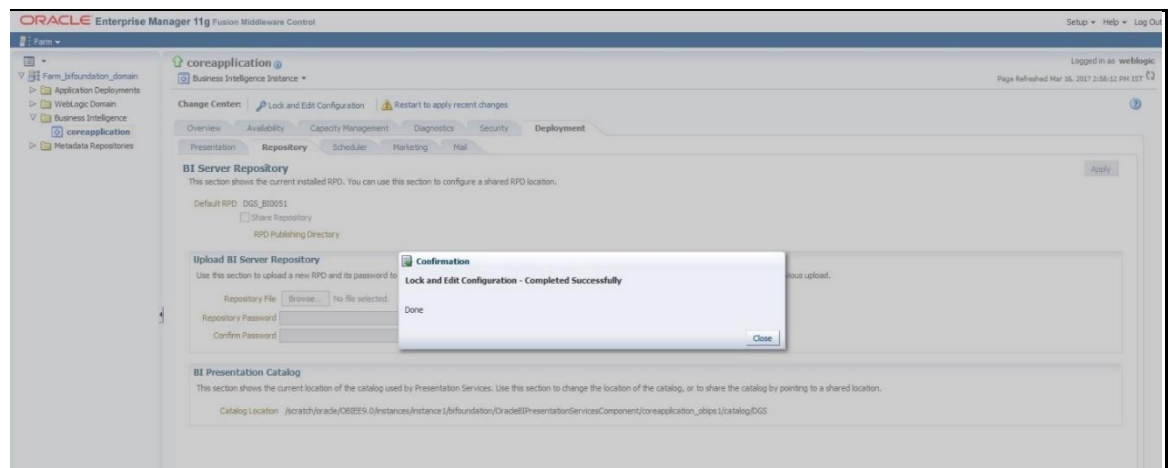 ORACLE Enterprise Manager 11g Fusion Middleware Control
Setup Help Log Out
Farm
Farm_bifoundation_domain
Application Deployments
WebLogic Domain
Business Intelligence
coreapplication
Metadata Repositories
coreapplication
Logged in as weblogic
Business Intelligence Instance
Page Refreshed Mar 16, 2017 2:58:12 PM IST
Change Center: Lock and Edit Configuration Restart to apply recent changes
Overview Availability Capacity Management Diagnostics Security Deployment
Presentation Repository Scheduler Marketing Mail
BI Server Repository
Apply
This section shows the current installed RPD. You can use this section to configure a shared RPD location.
Default RPD DGS_BI0051
Share Repository
RPD Publishing Directory
Upload BI Server Repository
Use this section to upload a new RPD and its password to
vious upload.
Repository File Browse... No file selected.
Repository Password
Confirm Password
Confirmation
Lock and Edit Configuration - Completed Successfully
Done
Close
BI Presentation Catalog
This section shows the current location of the catalog used by Presentation Services. Use this section to change the location of the catalog, or to share the catalog by pointing to a shared location.
Catalog Location /scratch/oracle/OBIEE9.0/instances/instance1/bifoundation/OracleBIPresentationServicesComponent/coreapplication_obips1/catalog/DGS